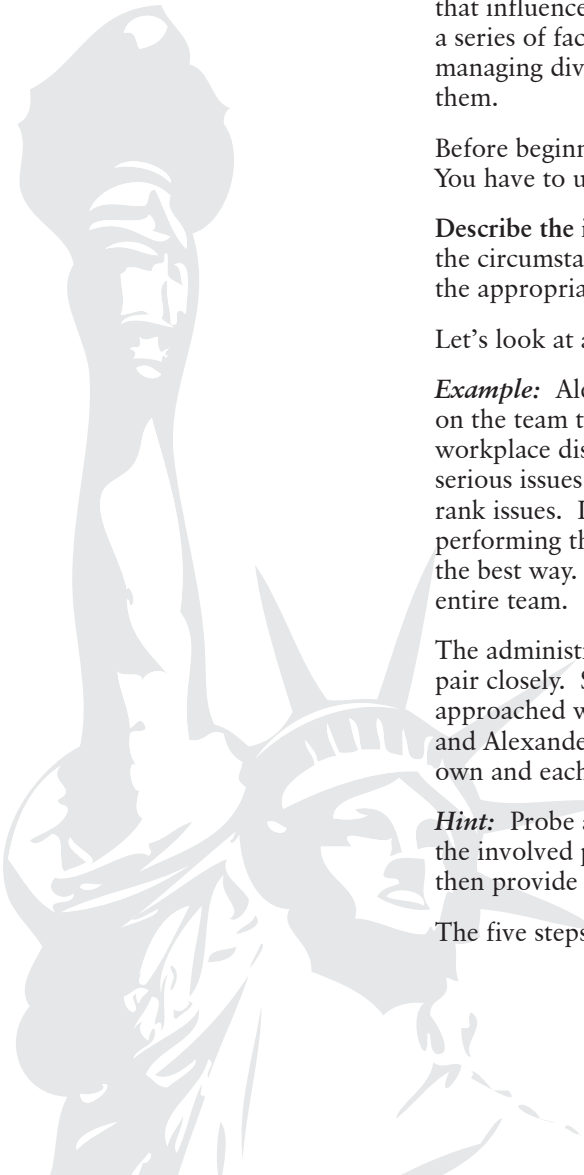 that influence
a series of fac
managing div
them.
Before beginn
You have to u
Describe the i
the circumsta
the appropria
Let’s look at a
Example: Ale
on the team t
workplace dis
serious issues
rank issues. I
performing th
the best way.
entire team.
The administr
pair closely. S
approached w
and Alexande
own and each
Hint: Probe a
the involved p
then provide
The five steps